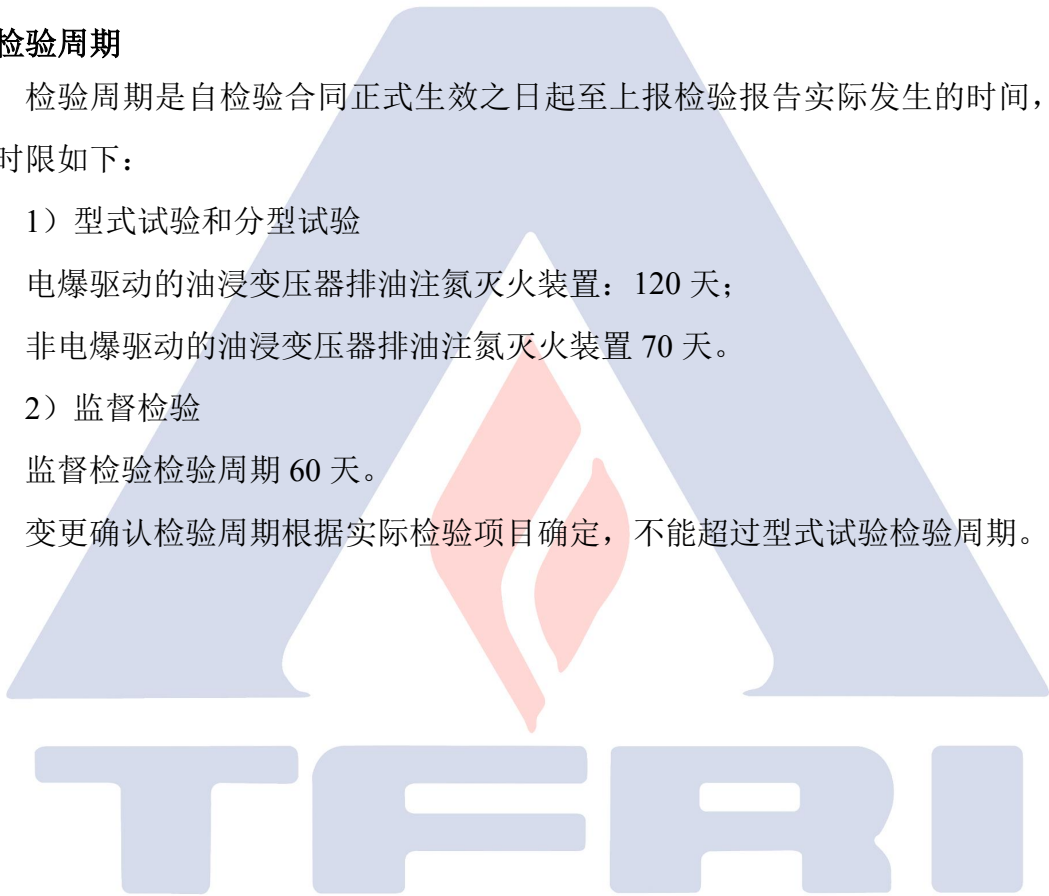 检验周期
检验周期是自检验合同正式生效之日起至上报检验报告实际发生的时间，
时限如下：
1）型式试验和分型试验
电爆驱动的油浸变压器排油注氮灭火装置：120 天；
非电爆驱动的油浸变压器排油注氮灭火装置 70 天。
2）监督检验
监督检验检验周期 60 天。
变更确认检验周期根据实际检验项目确定，不能超过型式试验检验周期。
TFRI